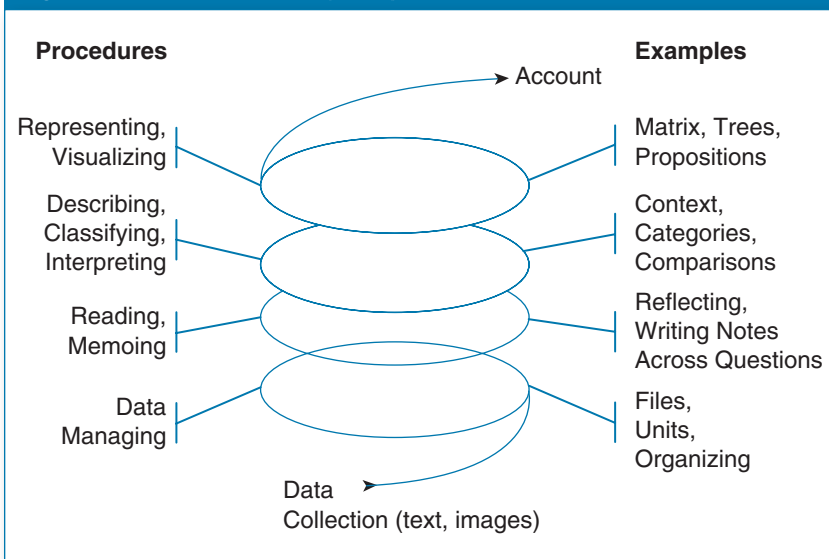 Procedures
Examples
Account
Representing,
Visualizing
Matrix, Trees,
Propositions
Describing,
Classifying,
Interpreting
Context,
Categories,
Comparisons
Reading,
Memoing
Reflecting,
Writing Notes
Across Questions
Data
Managing
Files,
Units,
Organizing
Data
Collection (text, images)